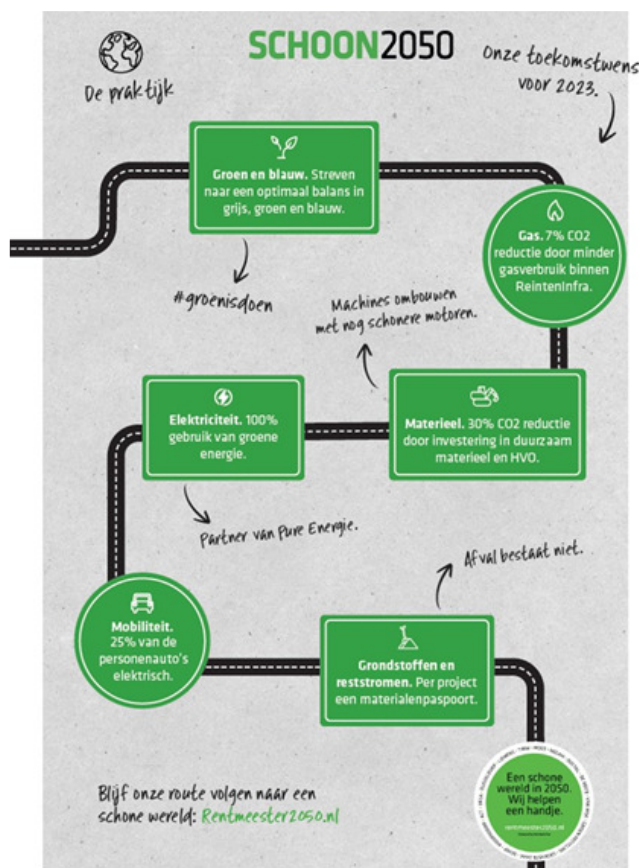 SCHOON2050
De praktijk
Onze toekomstwens
voor 2023.
Groen en blauw. Streven
naar een optimaal balans in
grijs, groen en blauw.
#groenisdoen
Gas. 7% CO2
reductie door minder
gasverbruik binnen
ReintenInfra.
Machines ombouwen
met nog schonere motoren.
Materieel. 30% CO2 reductie
door investering in duurzaam
materieel en HVO.
Elektriciteit. 100%
gebruik van groene
energie.
Partner van Pure Energie.
Mobiliteit.
25% van de
personenauto's
elektrisch.
Afval bestaat niet.
Grondstoffen en
reststromen. Per project
een materialenpaspoort.
Een schone
wereld in 2050.
Wij helpen
een handje.
rentmeester2050.nl
Blijf onze route volgen naar een
schone wereld: Rentmeester2050.nl